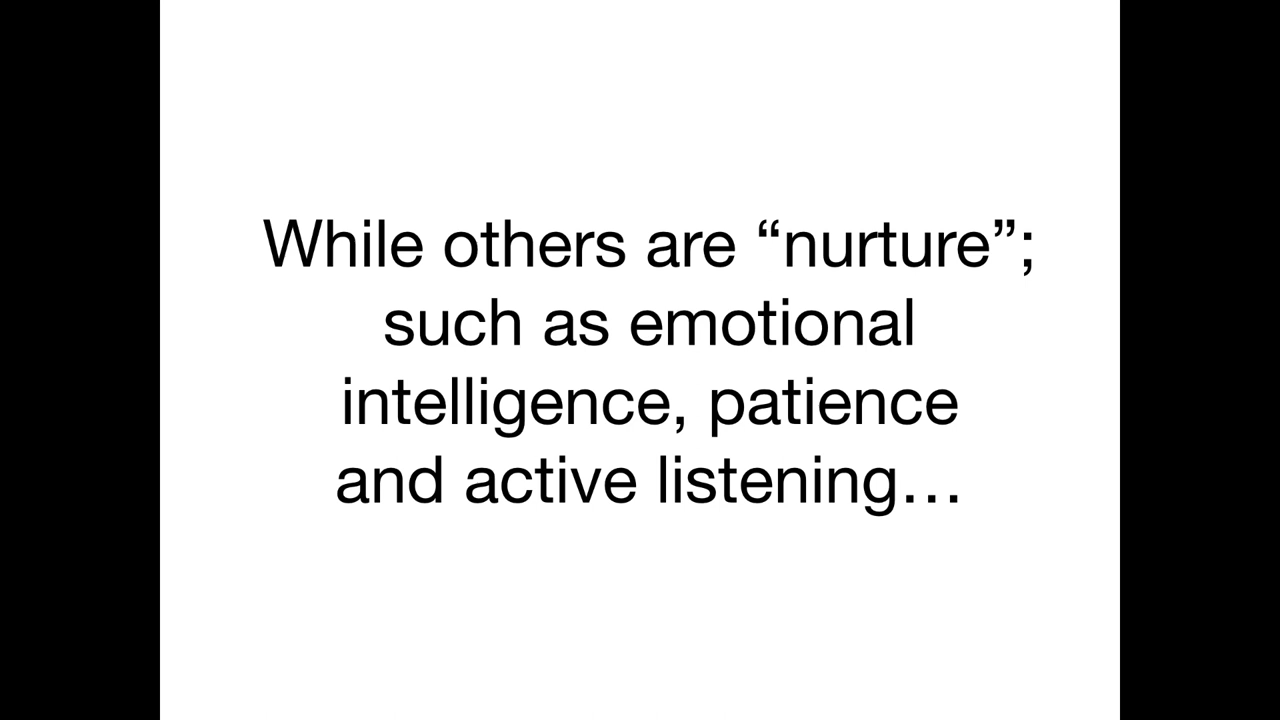 While others are “nurture”;
such as emotional
intelligence, patience
and active listening…